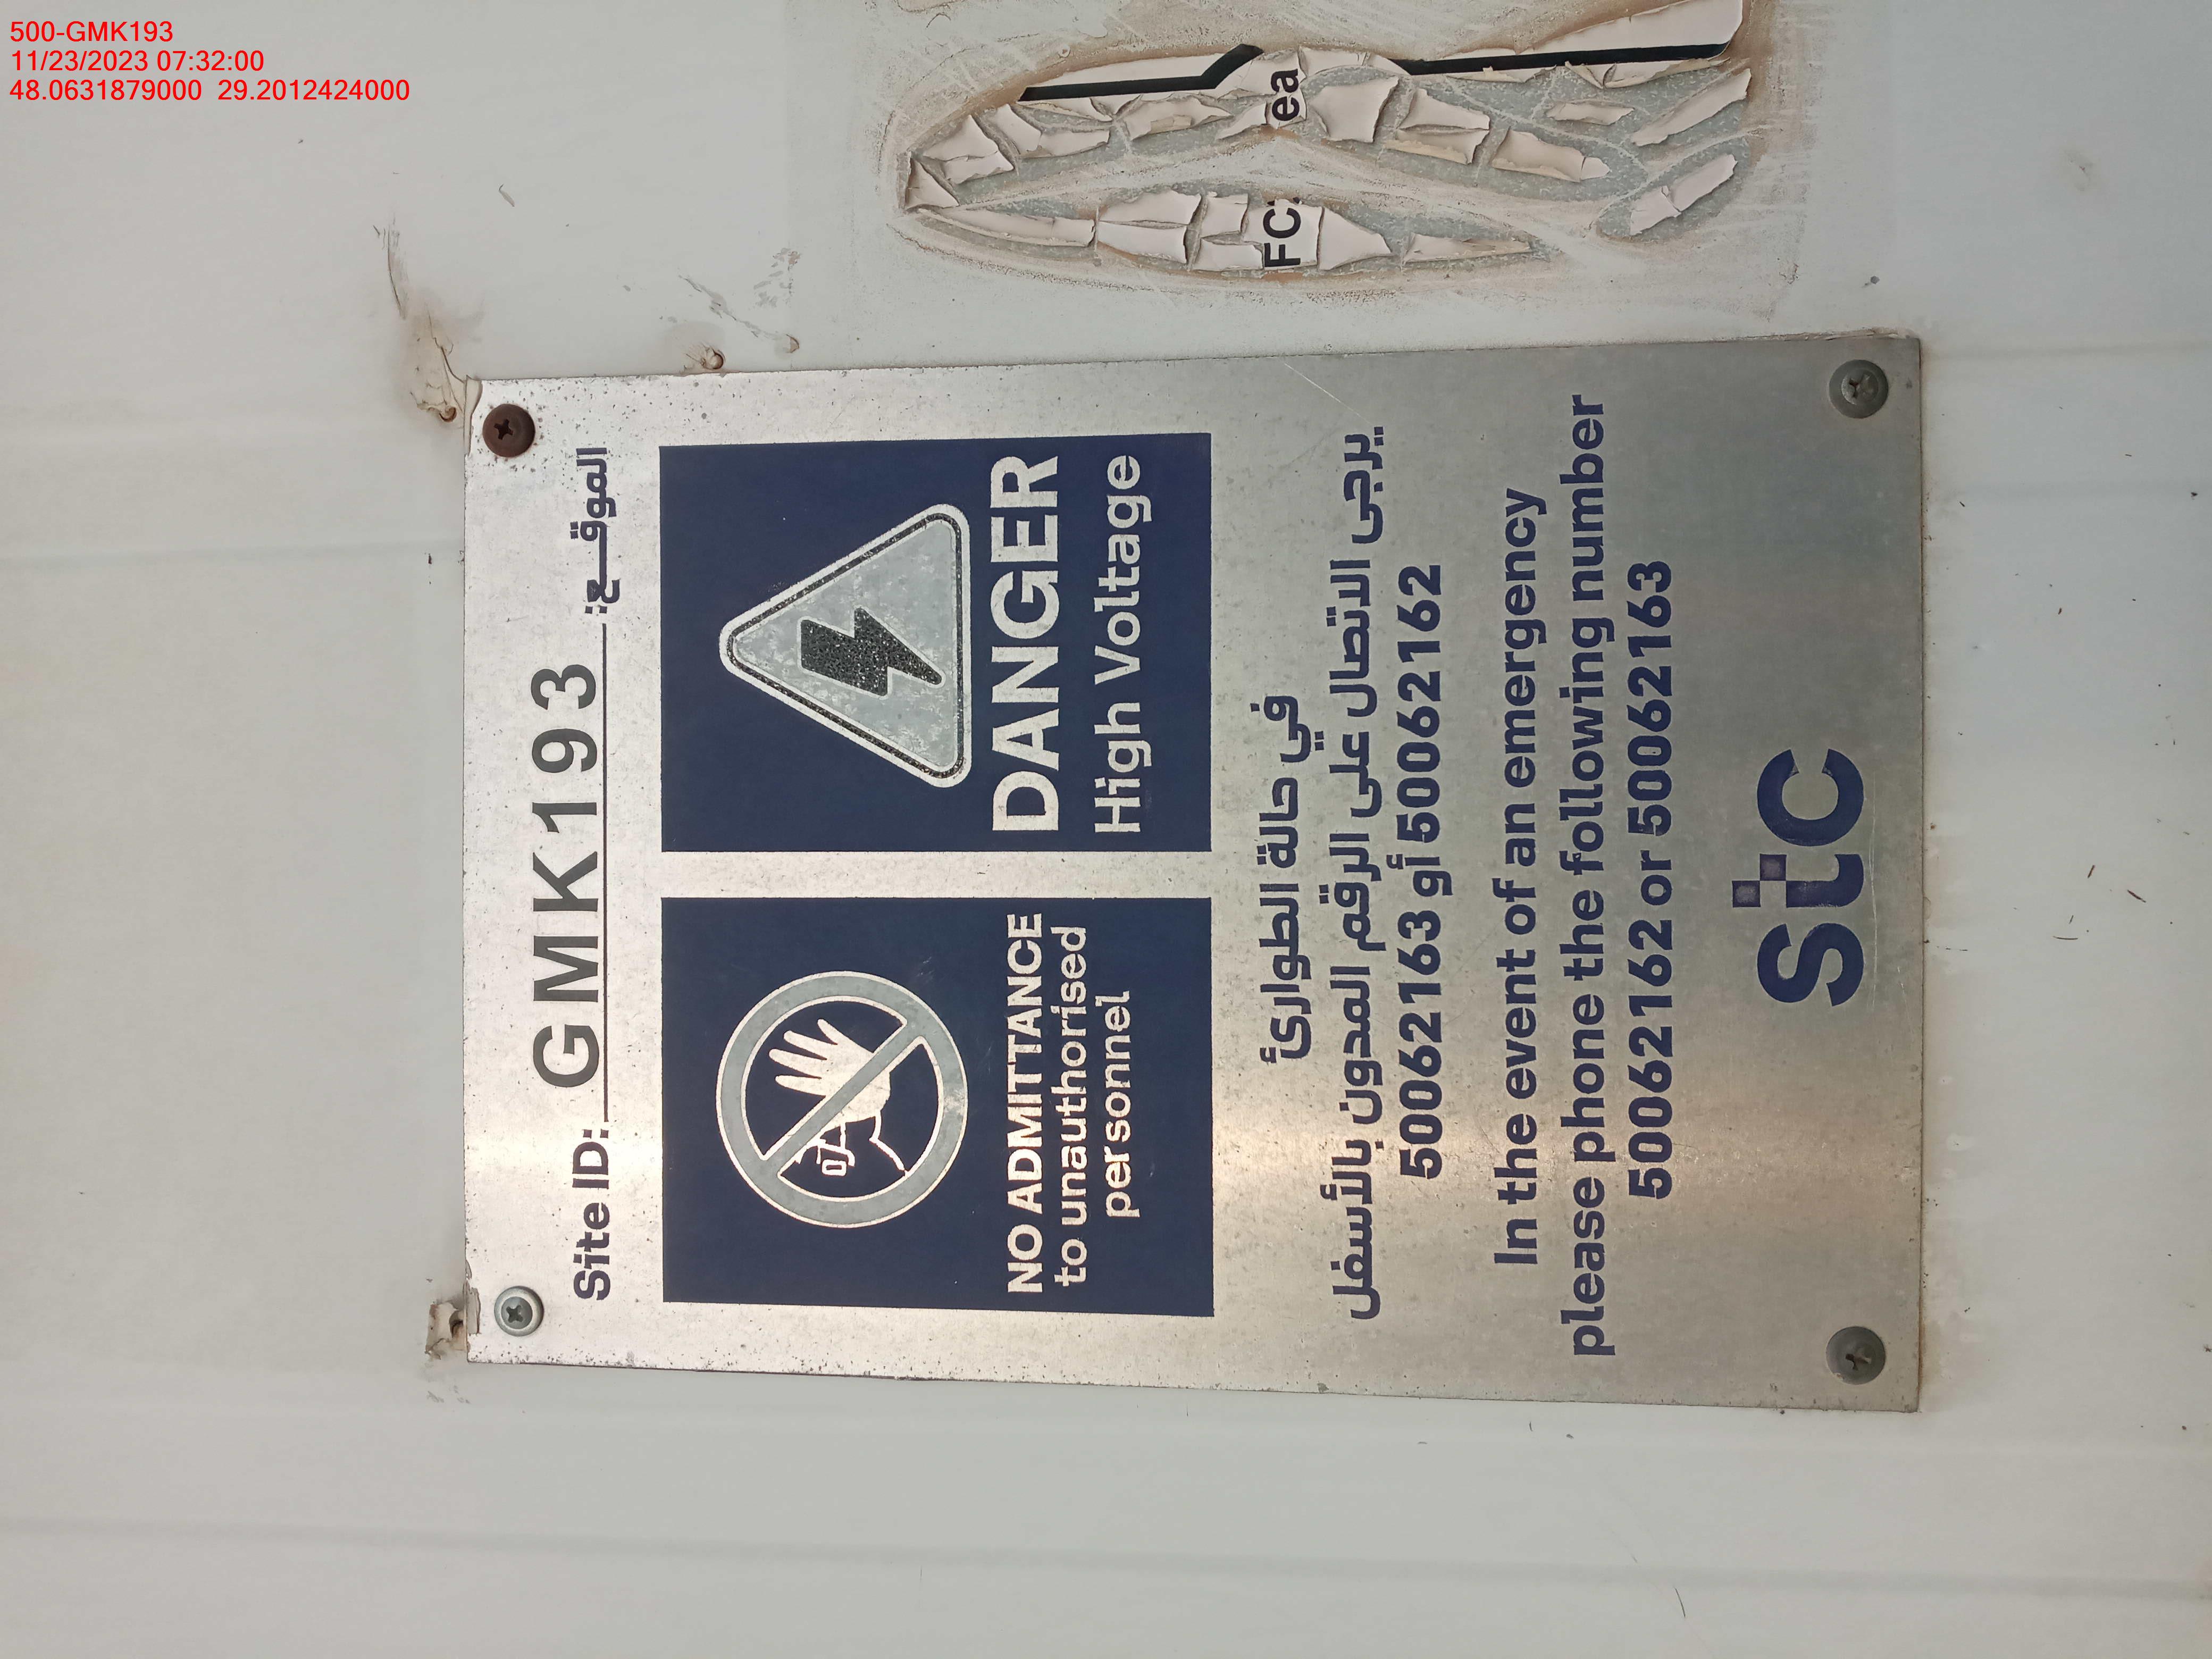 500-GMK193
11/23/2023 07:32:00
48.0631879000 29.2012424000
Site ID: GMK193 الموقع:
NO ADMITTANCE
to unauthorised
personnel
DANGER
High Voltage
في حالة الطوارئ
يرجى الاتصال على الرقم المدون بالأسفل
50062163 أو 50062162
In the event of an emergency
please phone the following number
50062162 or 50062163
stc
FC
ea